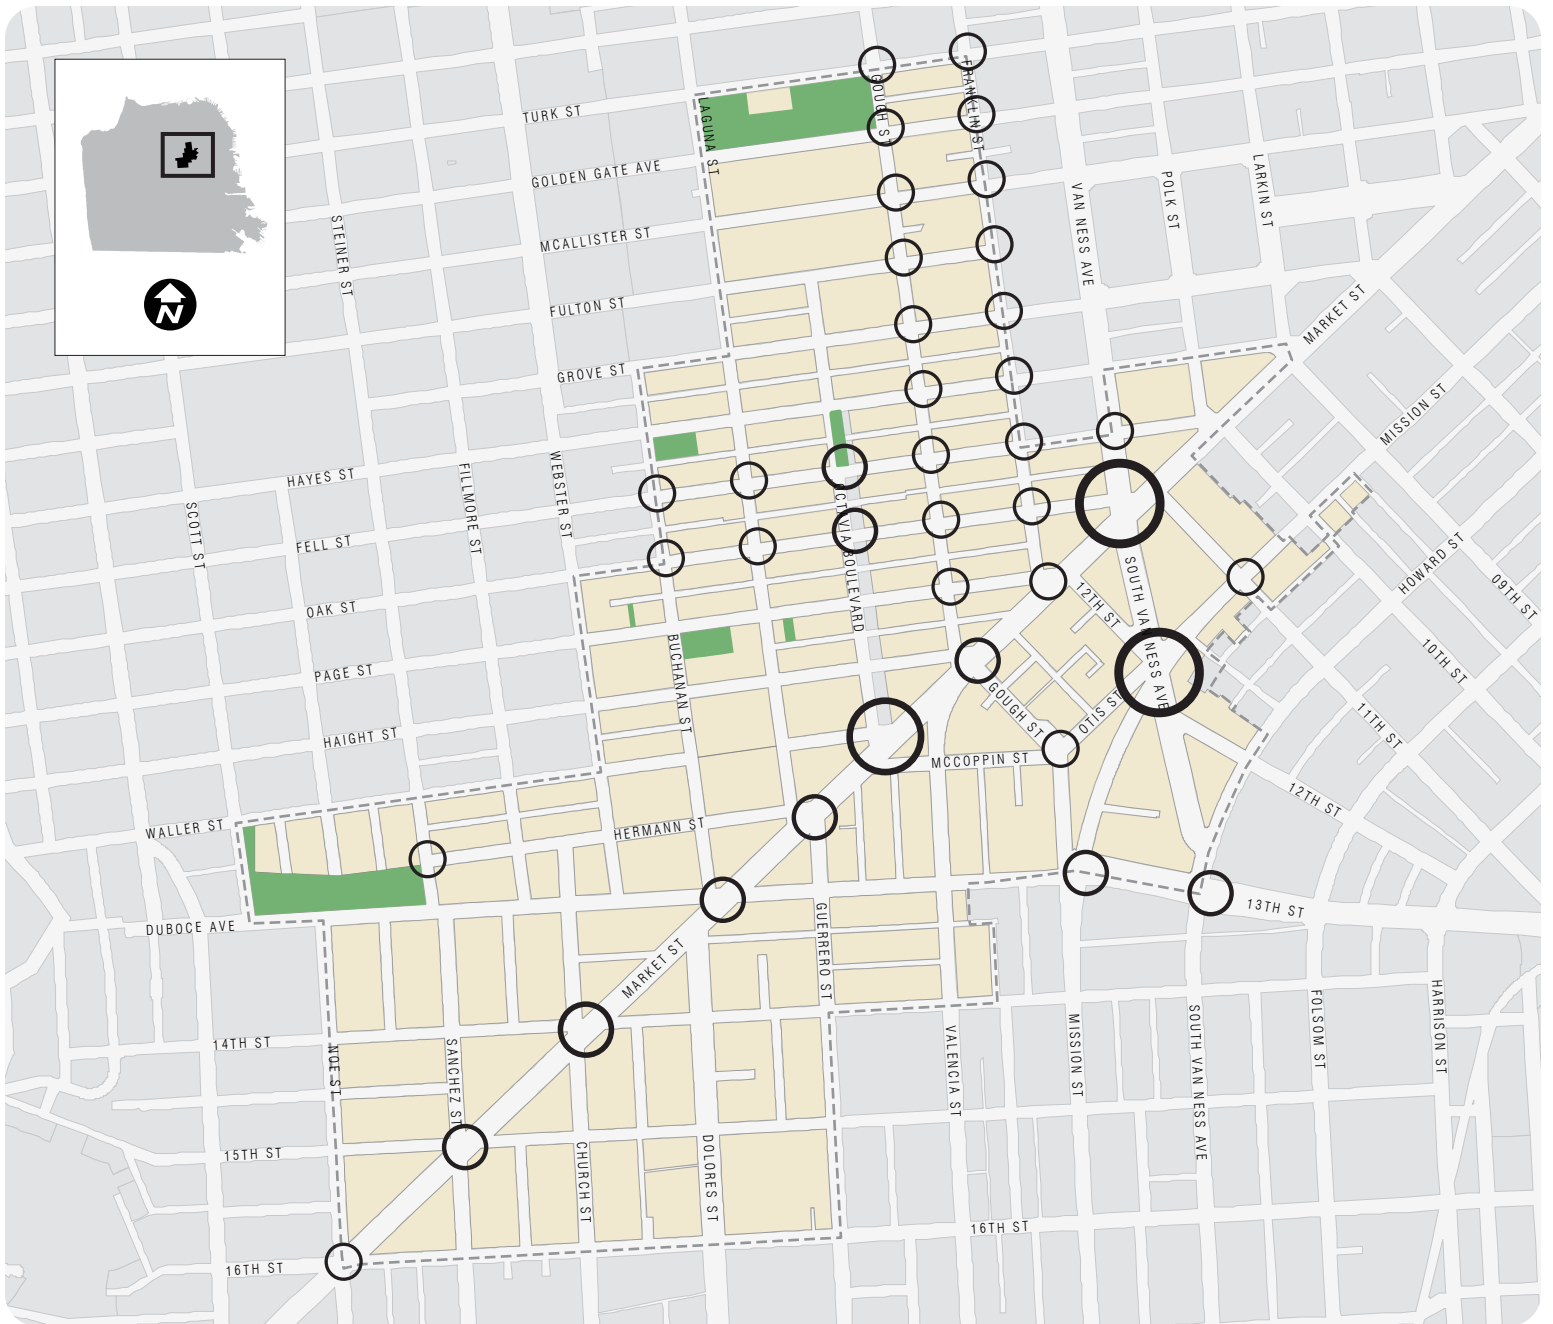 TURK ST
GOLDEN GATE AVE
MCALLISTER ST
FULTON ST
GROVE ST
LAGUNA ST
GOUGH ST
FRANKLIN ST
VAN NESS AVE
POLK ST
LARKIN ST
MARKET ST
MISSION ST
HOWARD ST
09TH ST
10TH ST
11TH ST
12TH ST
N
STEINER ST
HAYES ST
FELL ST
OAK ST
PAGE ST
HAIGHT ST
SCOTT ST
FILLMORE ST
WEBSTER ST
BUCHANAN ST
OCTAVIA BOULEVARD
SOUTH VAN NESS AVE
12TH ST
GOUGH ST
OTIS ST
MCCOPPIN ST
WALLER ST
HERMANN ST
DUBOCE AVE
GUERRERO ST
13TH ST
MARKET ST
14TH ST
NOE ST
SANCHEZ ST
15TH ST
CHURCH ST
DOLORES ST
VALENCIA ST
MISSION ST
SOUTH VAN NESS AVE
FOLSOM ST
HARRISON ST
16TH ST
16TH ST